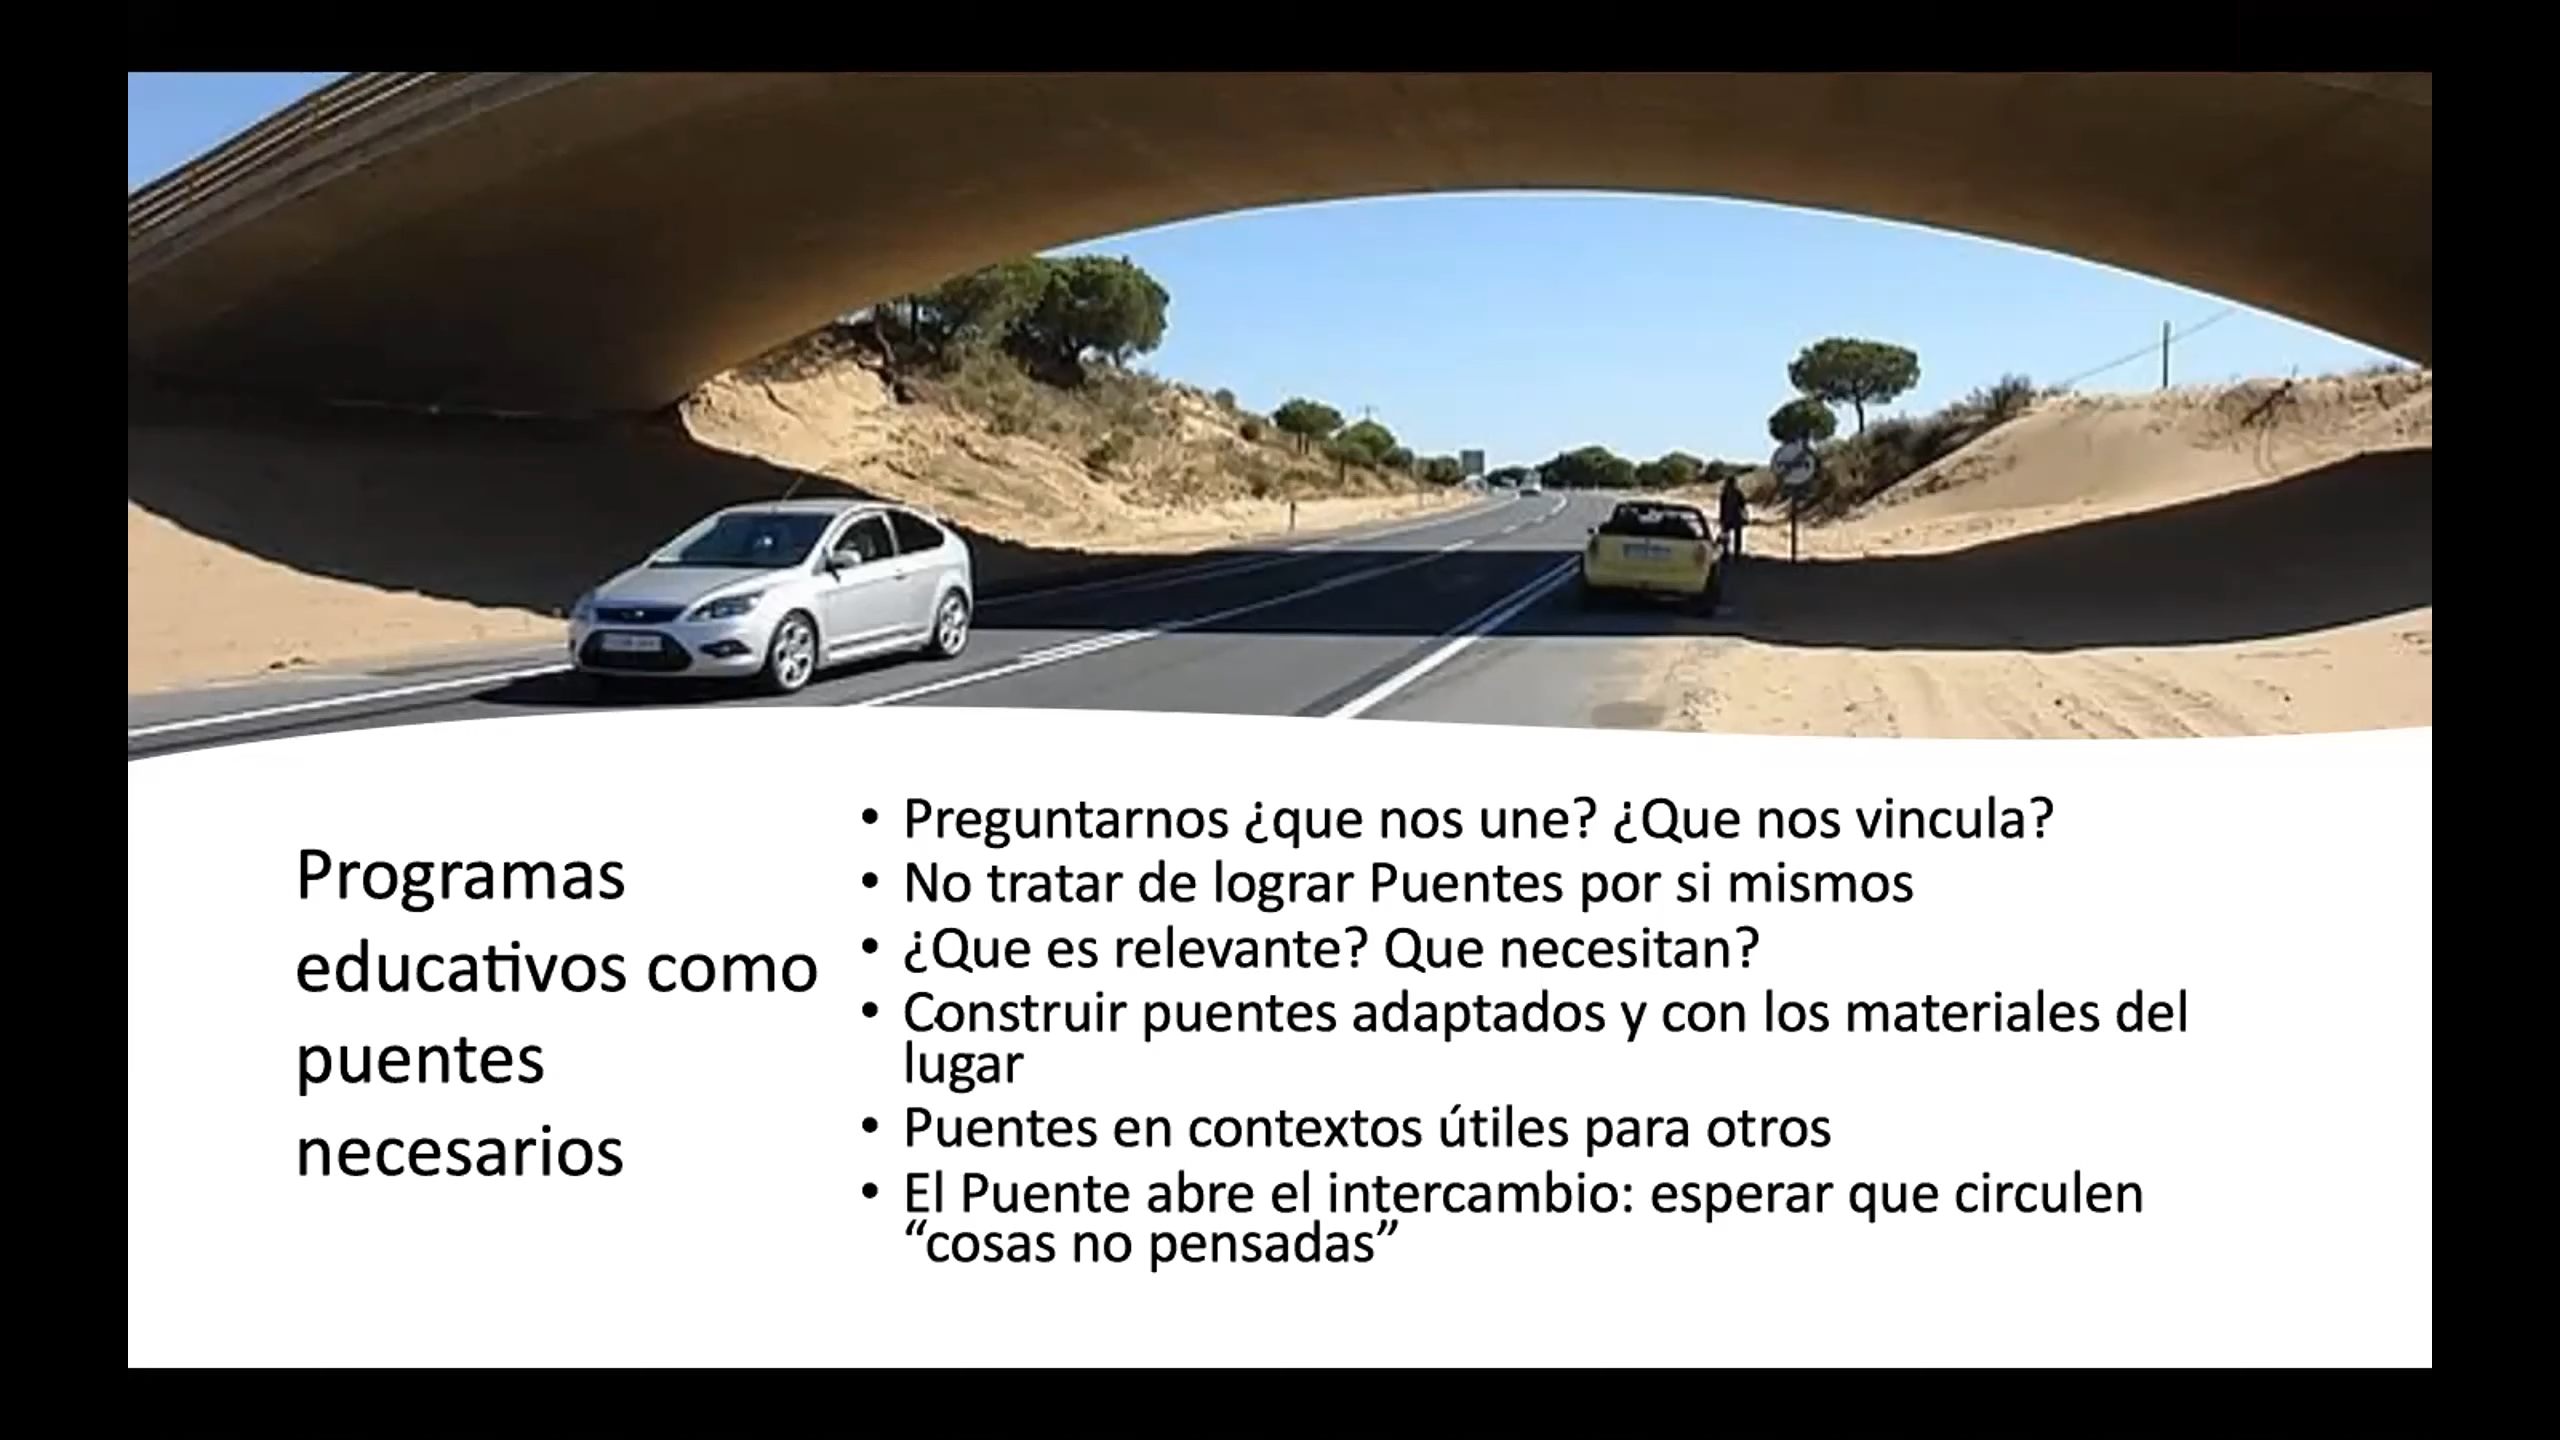 Programas
educativos como
puentes
necesarios
• Preguntarnos ¿que nos une? ¿Que nos vincula?
• No tratar de lograr Puentes por si mismos
• ¿Que es relevante? Que necesitan?
• Construir puentes adaptados y con los materiales del
lugar
• Puentes en contextos útiles para otros
• El Puente abre el intercambio: esperar que circulen
“cosas no pensadas”